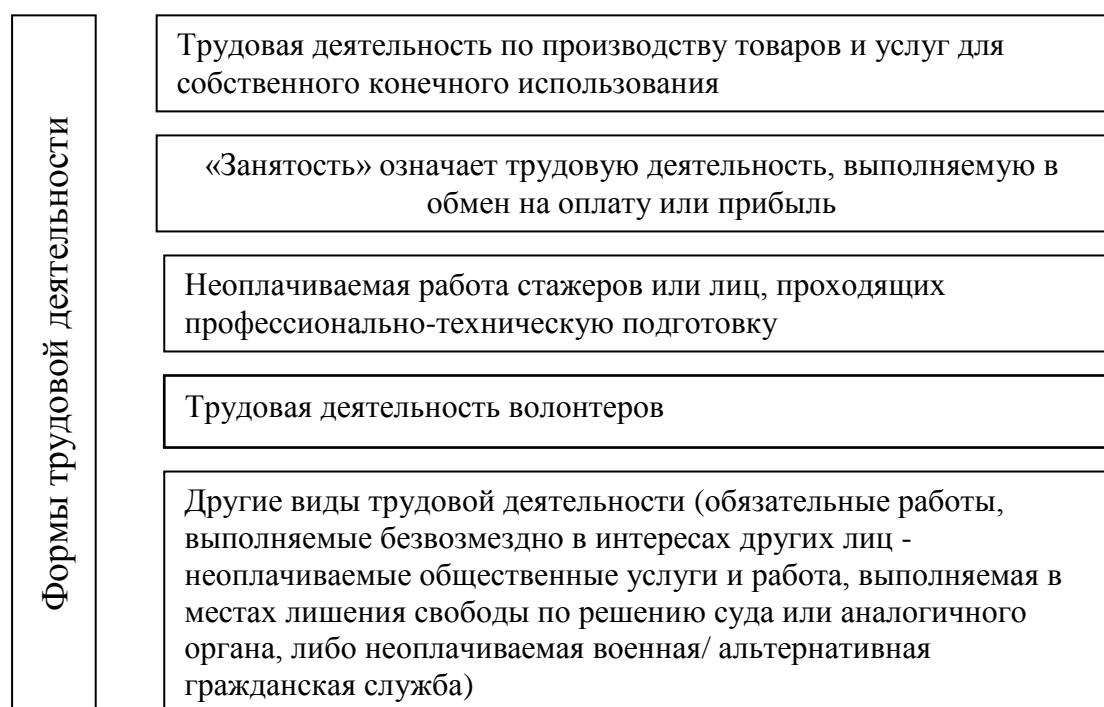 Формы трудовой деятельности
Трудовая деятельность по производству товаров и услуг для
собственного конечного использования
«Занятость» означает трудовую деятельность, выполняемую в
обмен на оплату или прибыль
Неоплачиваемая работа стажеров или лиц, проходящих
профессионально-техническую подготовку
Трудовая деятельность волонтеров
Другие виды трудовой деятельности (обязательные работы,
выполняемые безвозмездно в интересах других лиц -
неоплачиваемые общественные услуги и работа, выполняемая в
местах лишения свободы по решению суда или аналогичного
органа, либо неоплачиваемая военная/ альтернативная
гражданская служба)